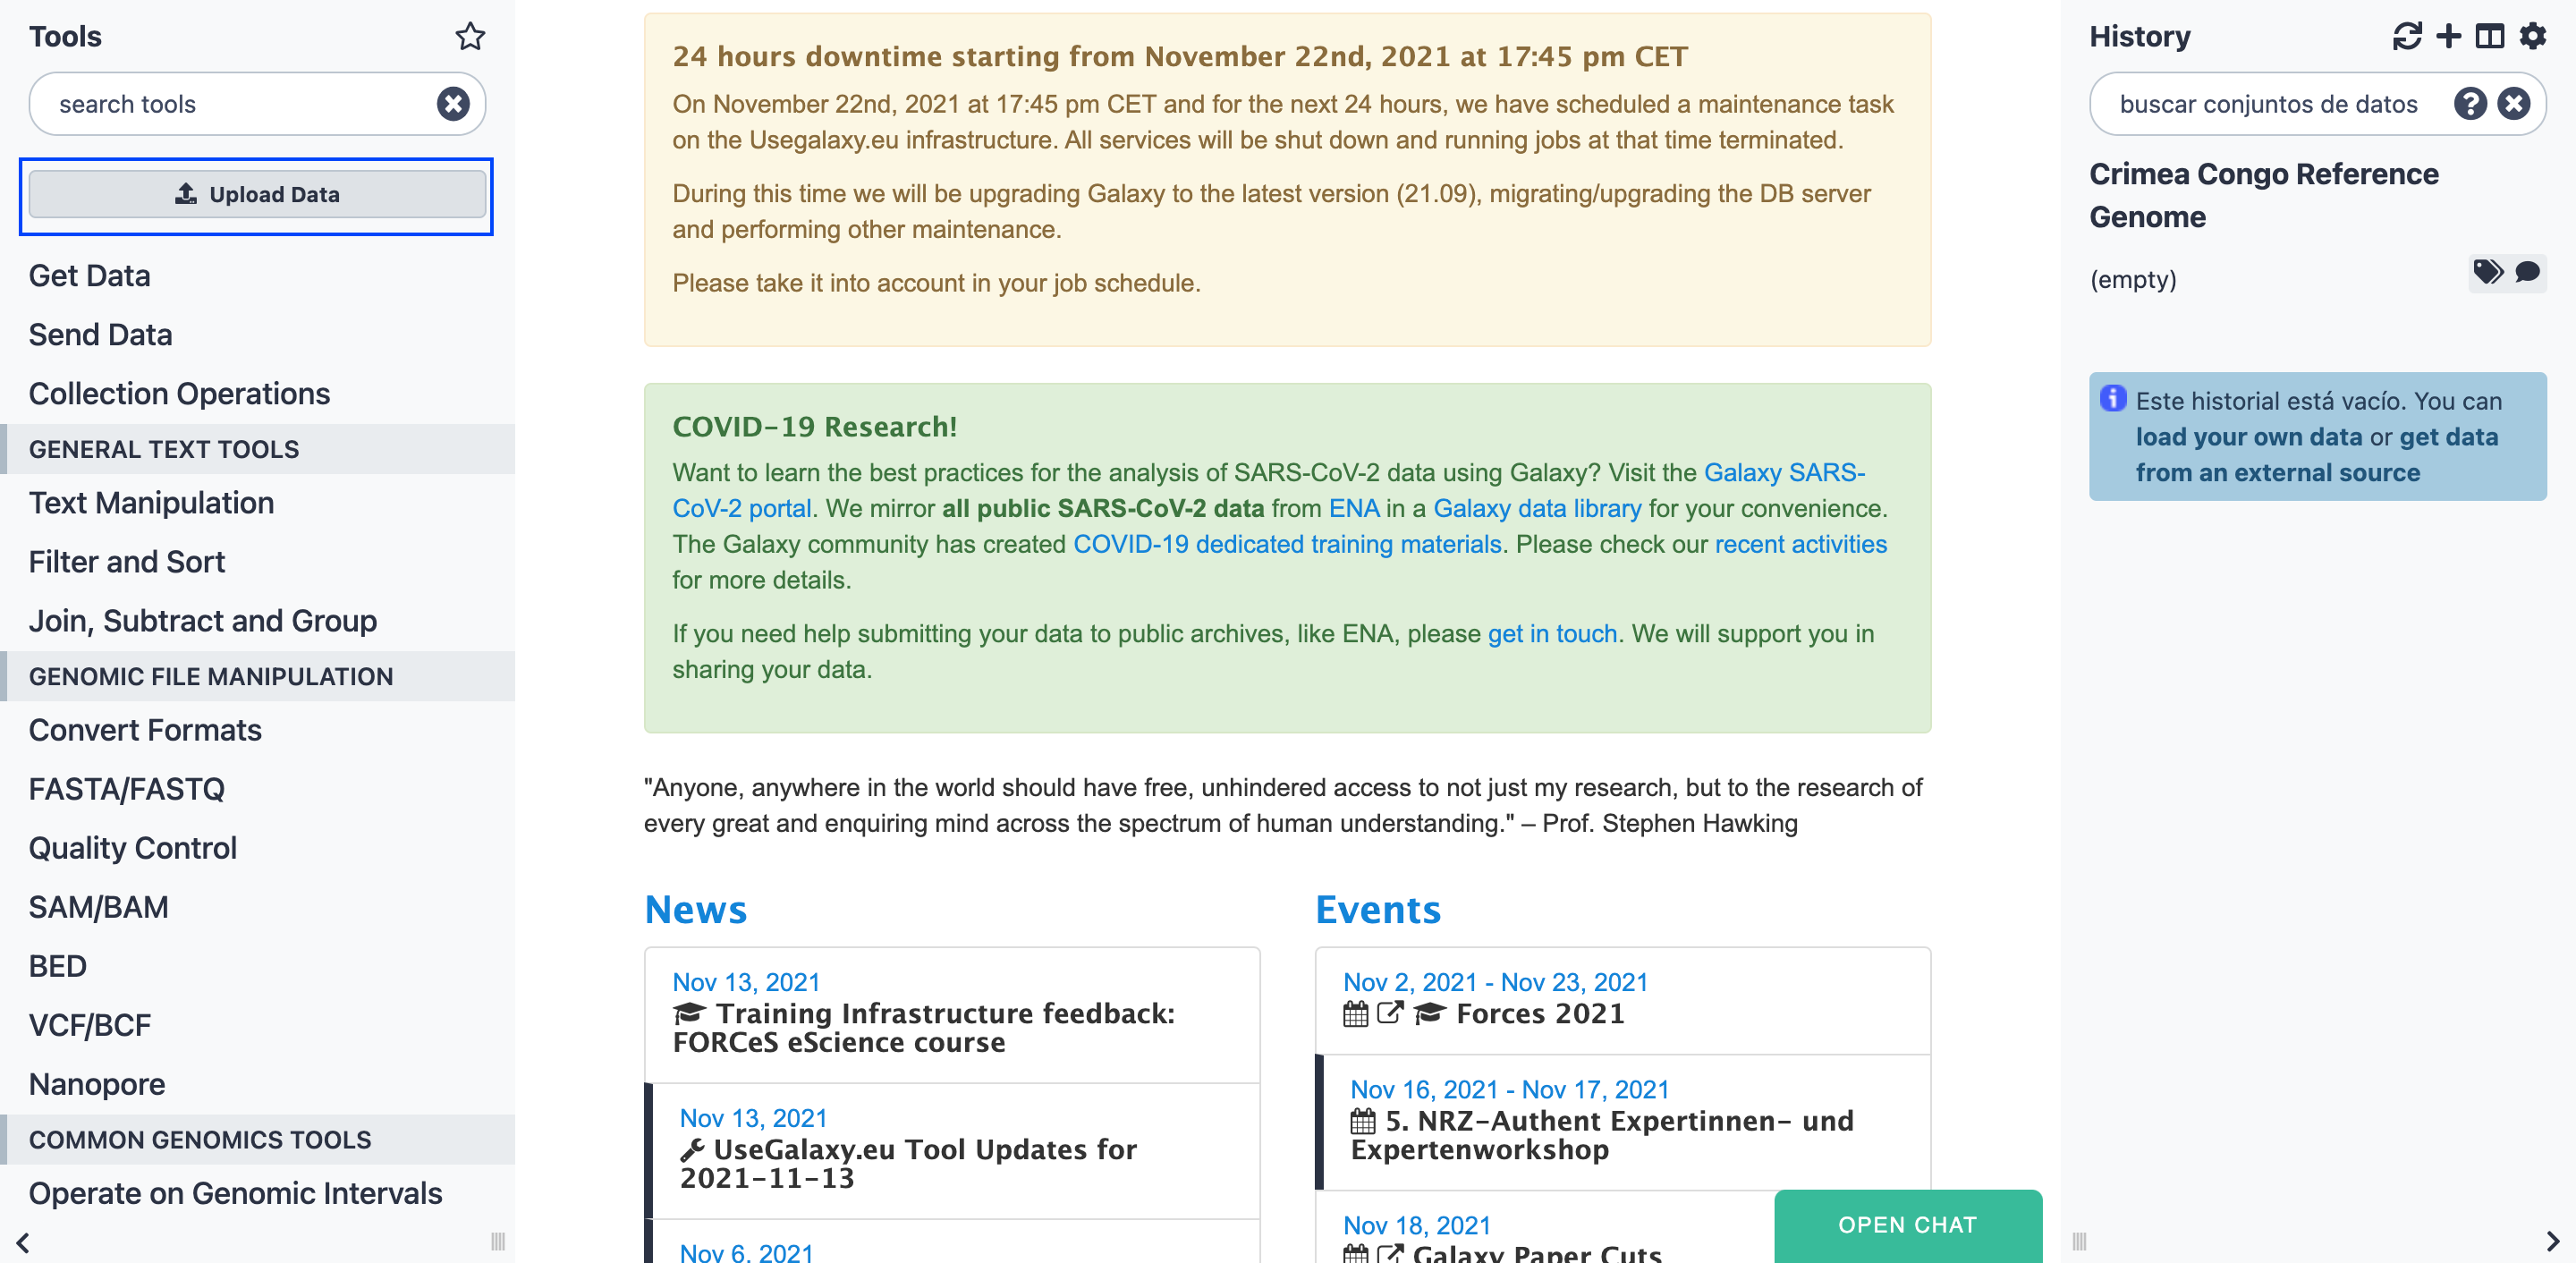 Tools
search tools
Upload Data
Get Data
Send Data
Collection Operations
GENERAL TEXT TOOLS
Text Manipulation
Filter and Sort
Join, Subtract and Group
GENOMIC FILE MANIPULATION
Convert Formats
FASTA/FASTQ
Quality Control
SAM/BAM
BED
VCF/BCF
Nanopore
COMMON GENOMICS TOOLS
Operate on Genomic Intervals
24 hours downtime starting from November 22nd, 2021 at 17:45 pm CET
On November 22nd, 2021 at 17:45 pm CET and for the next 24 hours, we have scheduled a maintenance task
on the Usegalaxy.eu infrastructure. All services will be shut down and running jobs at that time terminated.
During this time we will be upgrading Galaxy to the latest version (21.09), migrating/upgrading the DB server
and performing other maintenance.
Please take it into account in your job schedule.
COVID-19 Research!
Want to learn the best practices for the analysis of SARS-CoV-2 data using Galaxy? Visit the Galaxy SARS-
CoV-2 portal. We mirror all public SARS-CoV-2 data from ENA in a Galaxy data library for your convenience.
The Galaxy community has created COVID-19 dedicated training materials. Please check our recent activities
for more details.
If you need help submitting your data to public archives, like ENA, please get in touch. We will support you in
sharing your data.
"Anyone, anywhere in the world should have free, unhindered access to not just my research, but to the research of
every great and enquiring mind across the spectrum of human understanding." – Prof. Stephen Hawking
News
Nov 13, 2021
Training Infrastructure feedback:
FORCeS eScience course
Nov 13, 2021
UseGalaxy.eu Tool Updates for
2021-11-13
Nov 6, 2021
Events
Nov 2, 2021 - Nov 23, 2021
Forces 2021
Nov 16, 2021 - Nov 17, 2021
5. NRZ-Authent Expertinnen- und
Expertenworkshop
Nov 18, 2021
Galaxy Paper Cuts
OPEN CHAT
History
buscar conjuntos de datos
Crimea Congo Reference
Genome
(empty)
Este historial está vacío. You can
load your own data or get data
from an external source